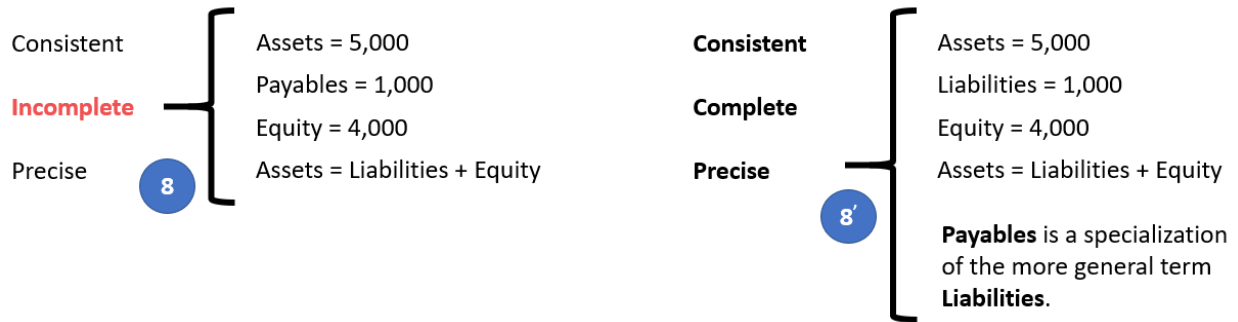 Consistent
Incomplete
Precise
8
Assets = 5,000
Payables = 1,000
Equity = 4,000
Assets = Liabilities + Equity
Consistent
Complete
Precise
8′
Assets = 5,000
Liabilities = 1,000
Equity = 4,000
Assets = Liabilities + Equity
Payables is a specialization
of the more general term
Liabilities.